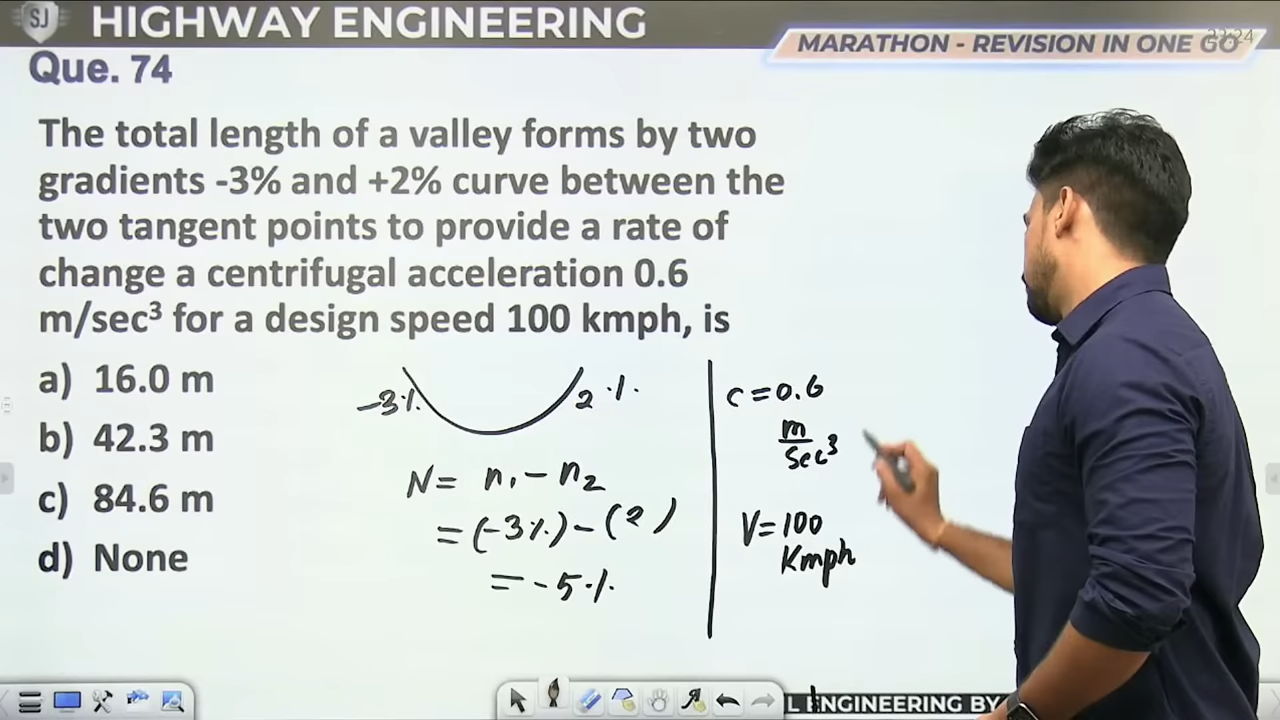 SJ
HIGHWAY ENGINEERING
MARATHON - REVISION IN ONE GO
Que. 74
The total length of a valley forms by two
gradients -3% and +2% curve between the
two tangent points to provide a rate of
change a centrifugal acceleration 0.6
m/sec³ for a design speed 100 kmph, is
a) 16.0 m
b) 42.3 m
c) 84.6 m
d) None
-3%
2 %.
N = n₁ - n₂
= (-3%) - (2)
= -5%
c = 0.6
m
Sec³
V = 100
Kmph
L ENGINEERING BY